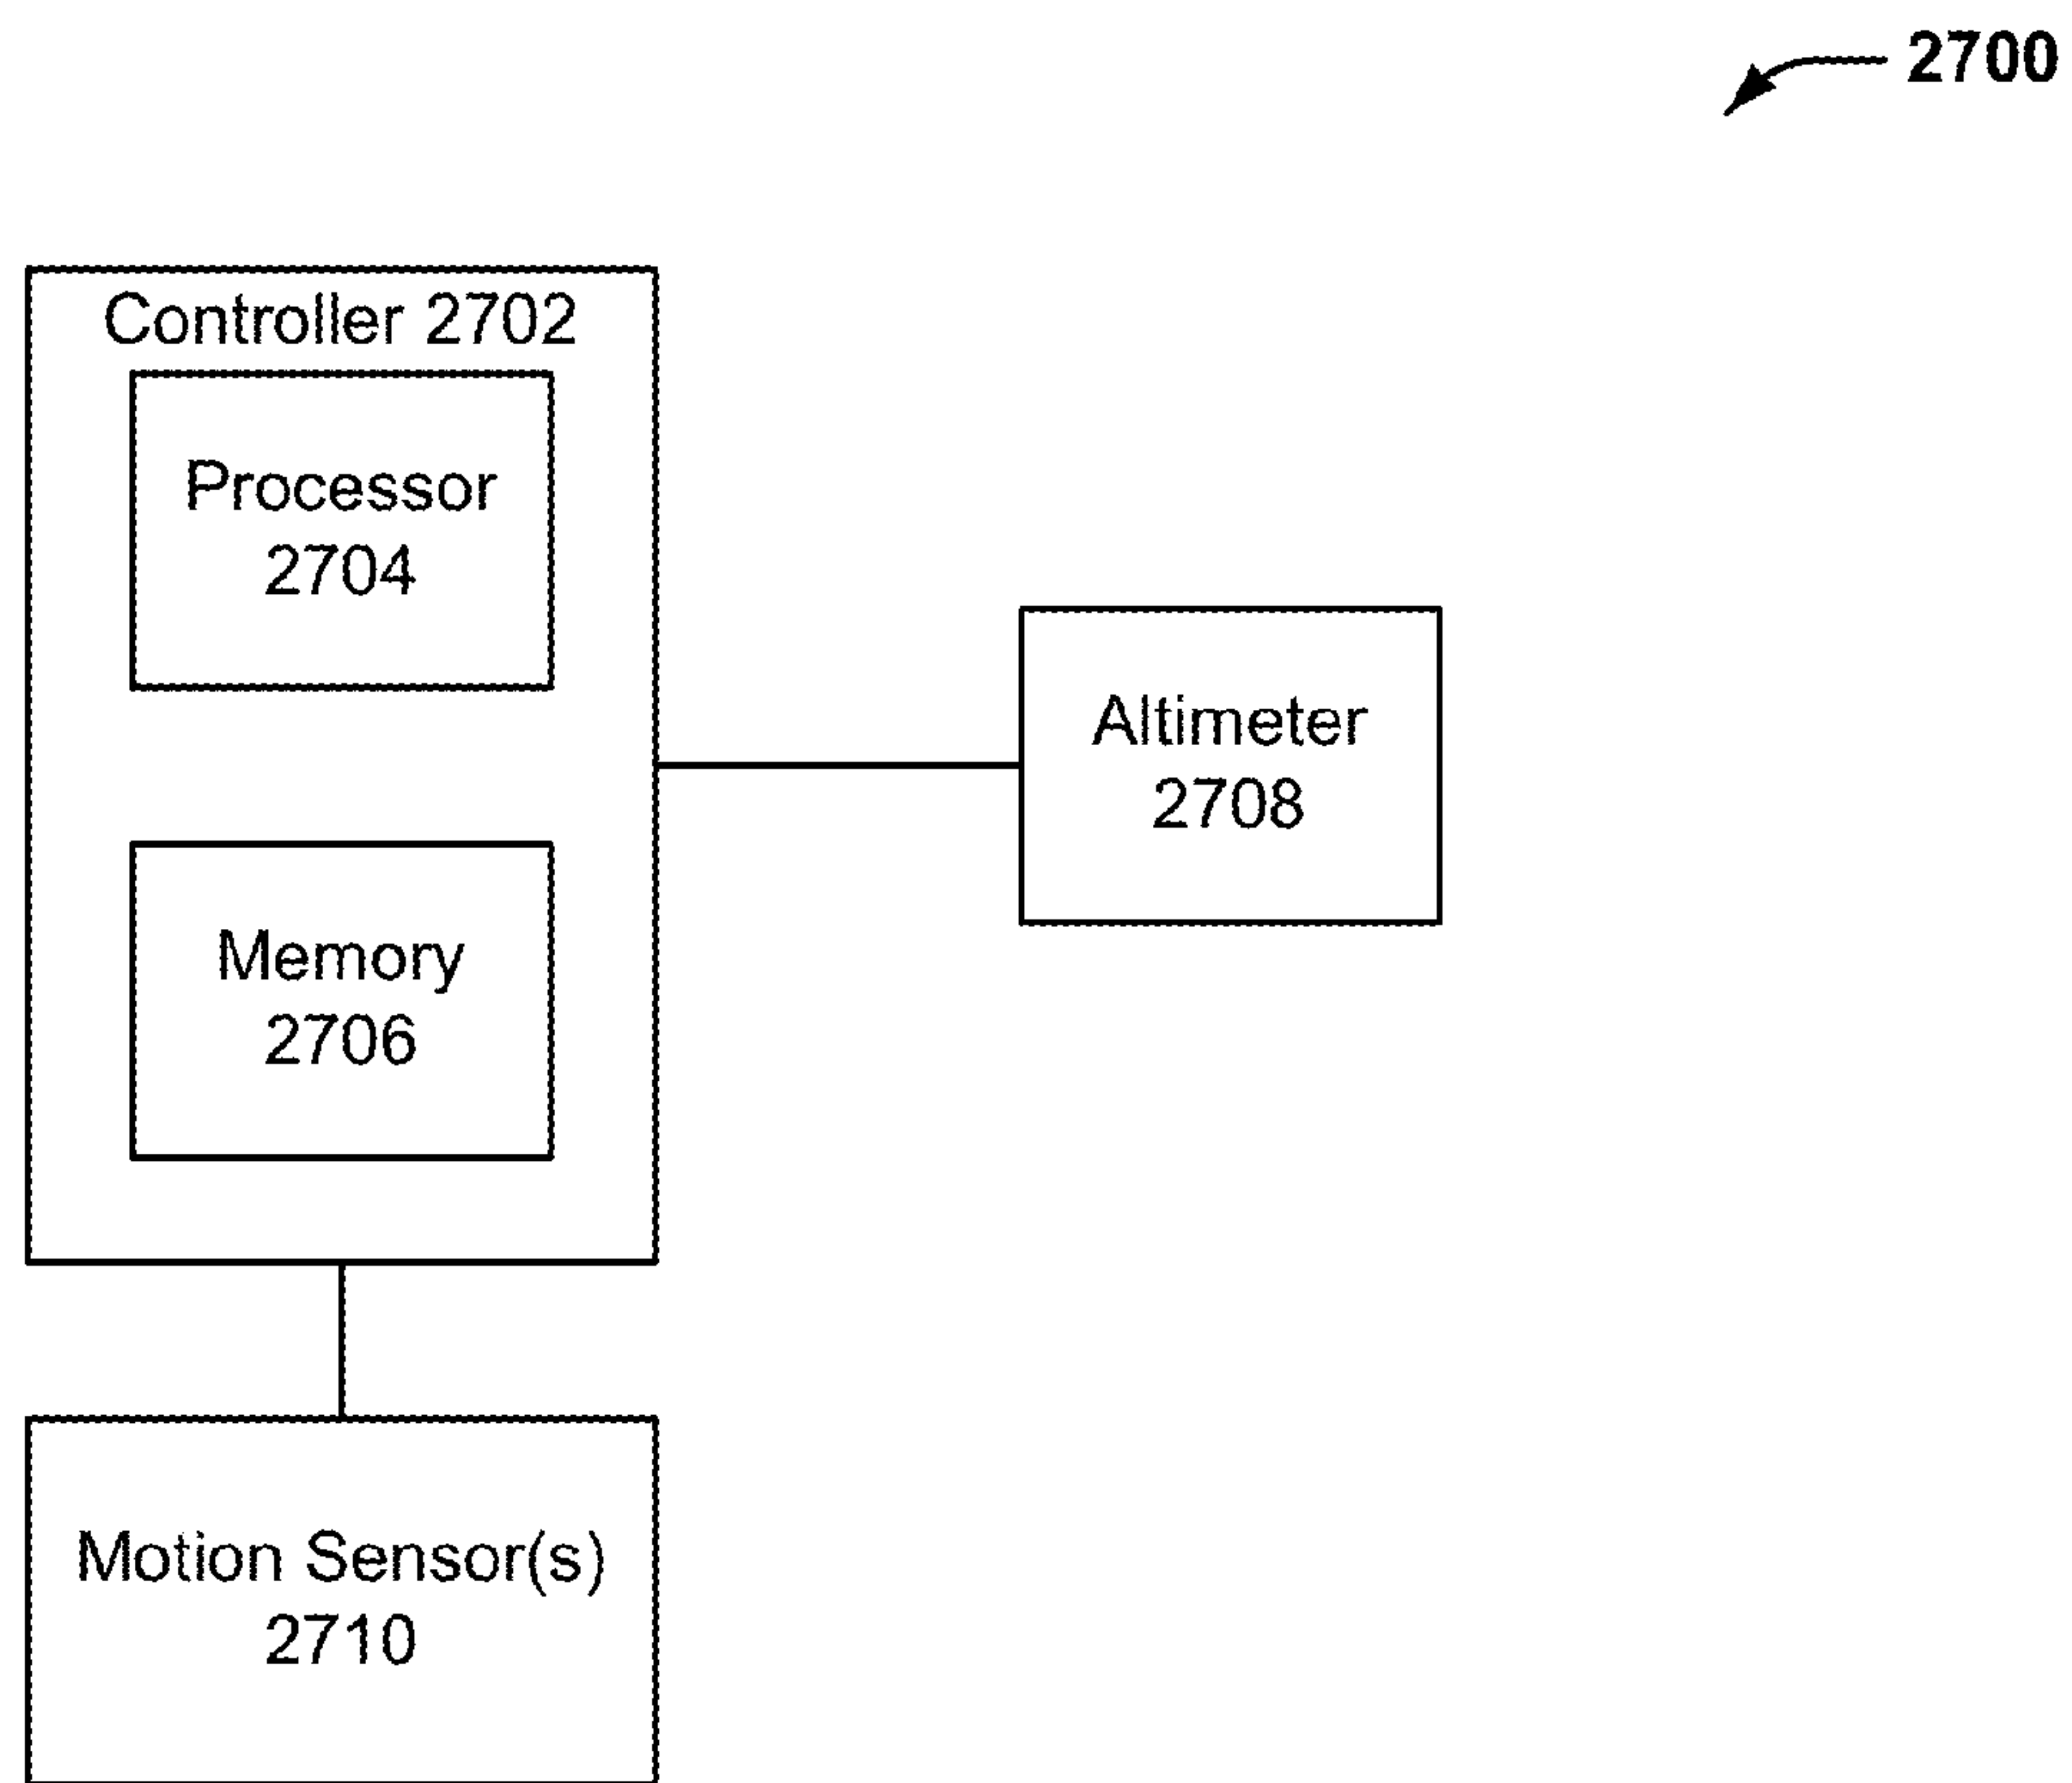 2700
Controller 2702
Processor
2704
Altimeter
2708
Memory
2706
Motion Sensor(s)
2710